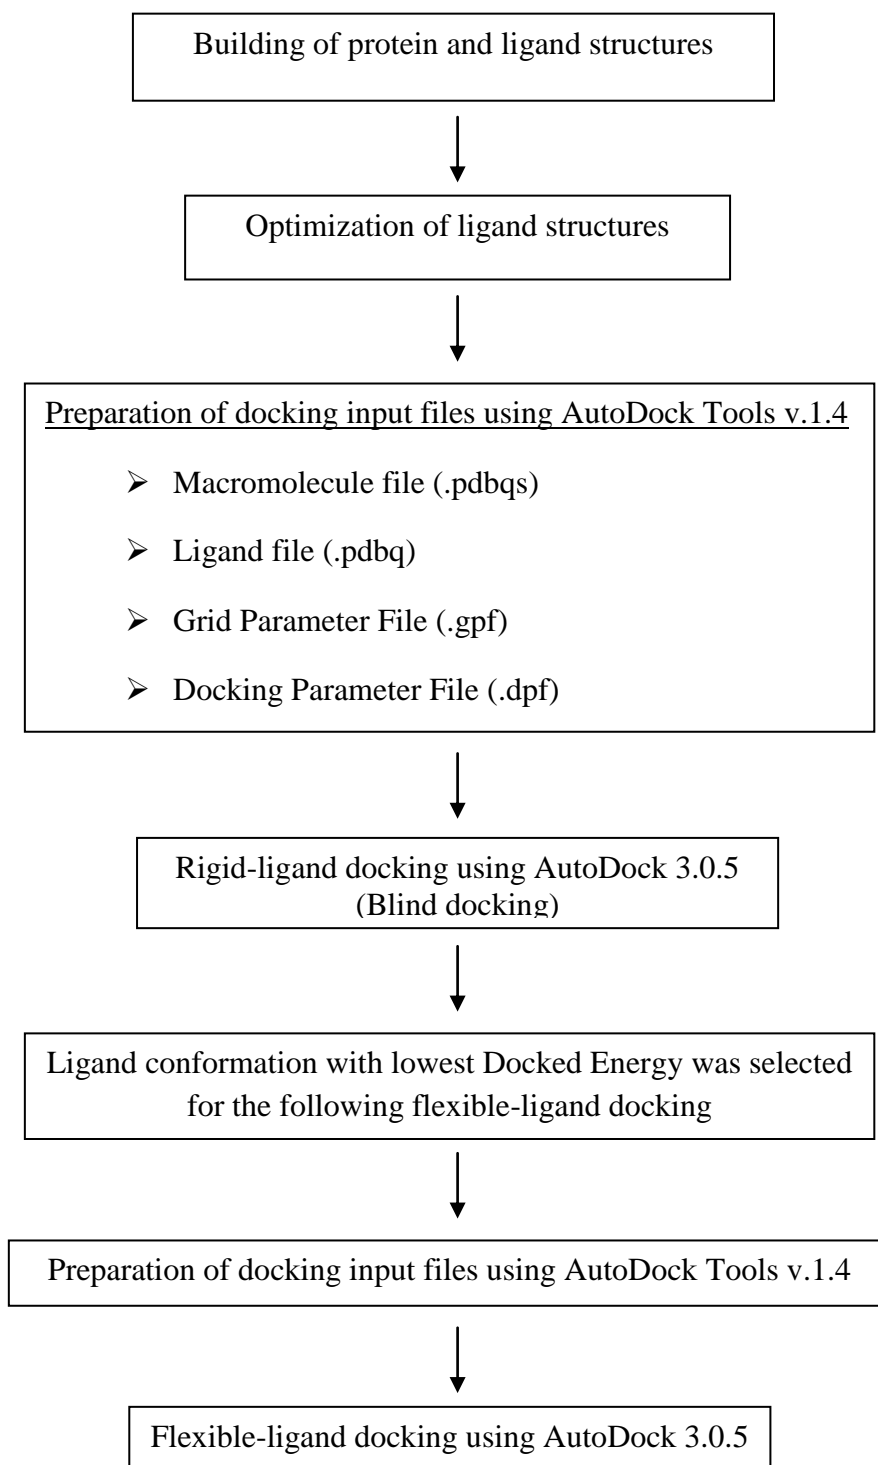 Building of protein and ligand structures
Optimization of ligand structures
Preparation of docking input files using AutoDock Tools v.1.4
➢ Macromolecule file (.pdbqs)
➢ Ligand file (.pdbq)
➢ Grid Parameter File (.gpf)
➢ Docking Parameter File (.dpf)
Rigid-ligand docking using AutoDock 3.0.5
(Blind docking)
Ligand conformation with lowest Docked Energy was selected
for the following flexible-ligand docking
Preparation of docking input files using AutoDock Tools v.1.4
Flexible-ligand docking using AutoDock 3.0.5